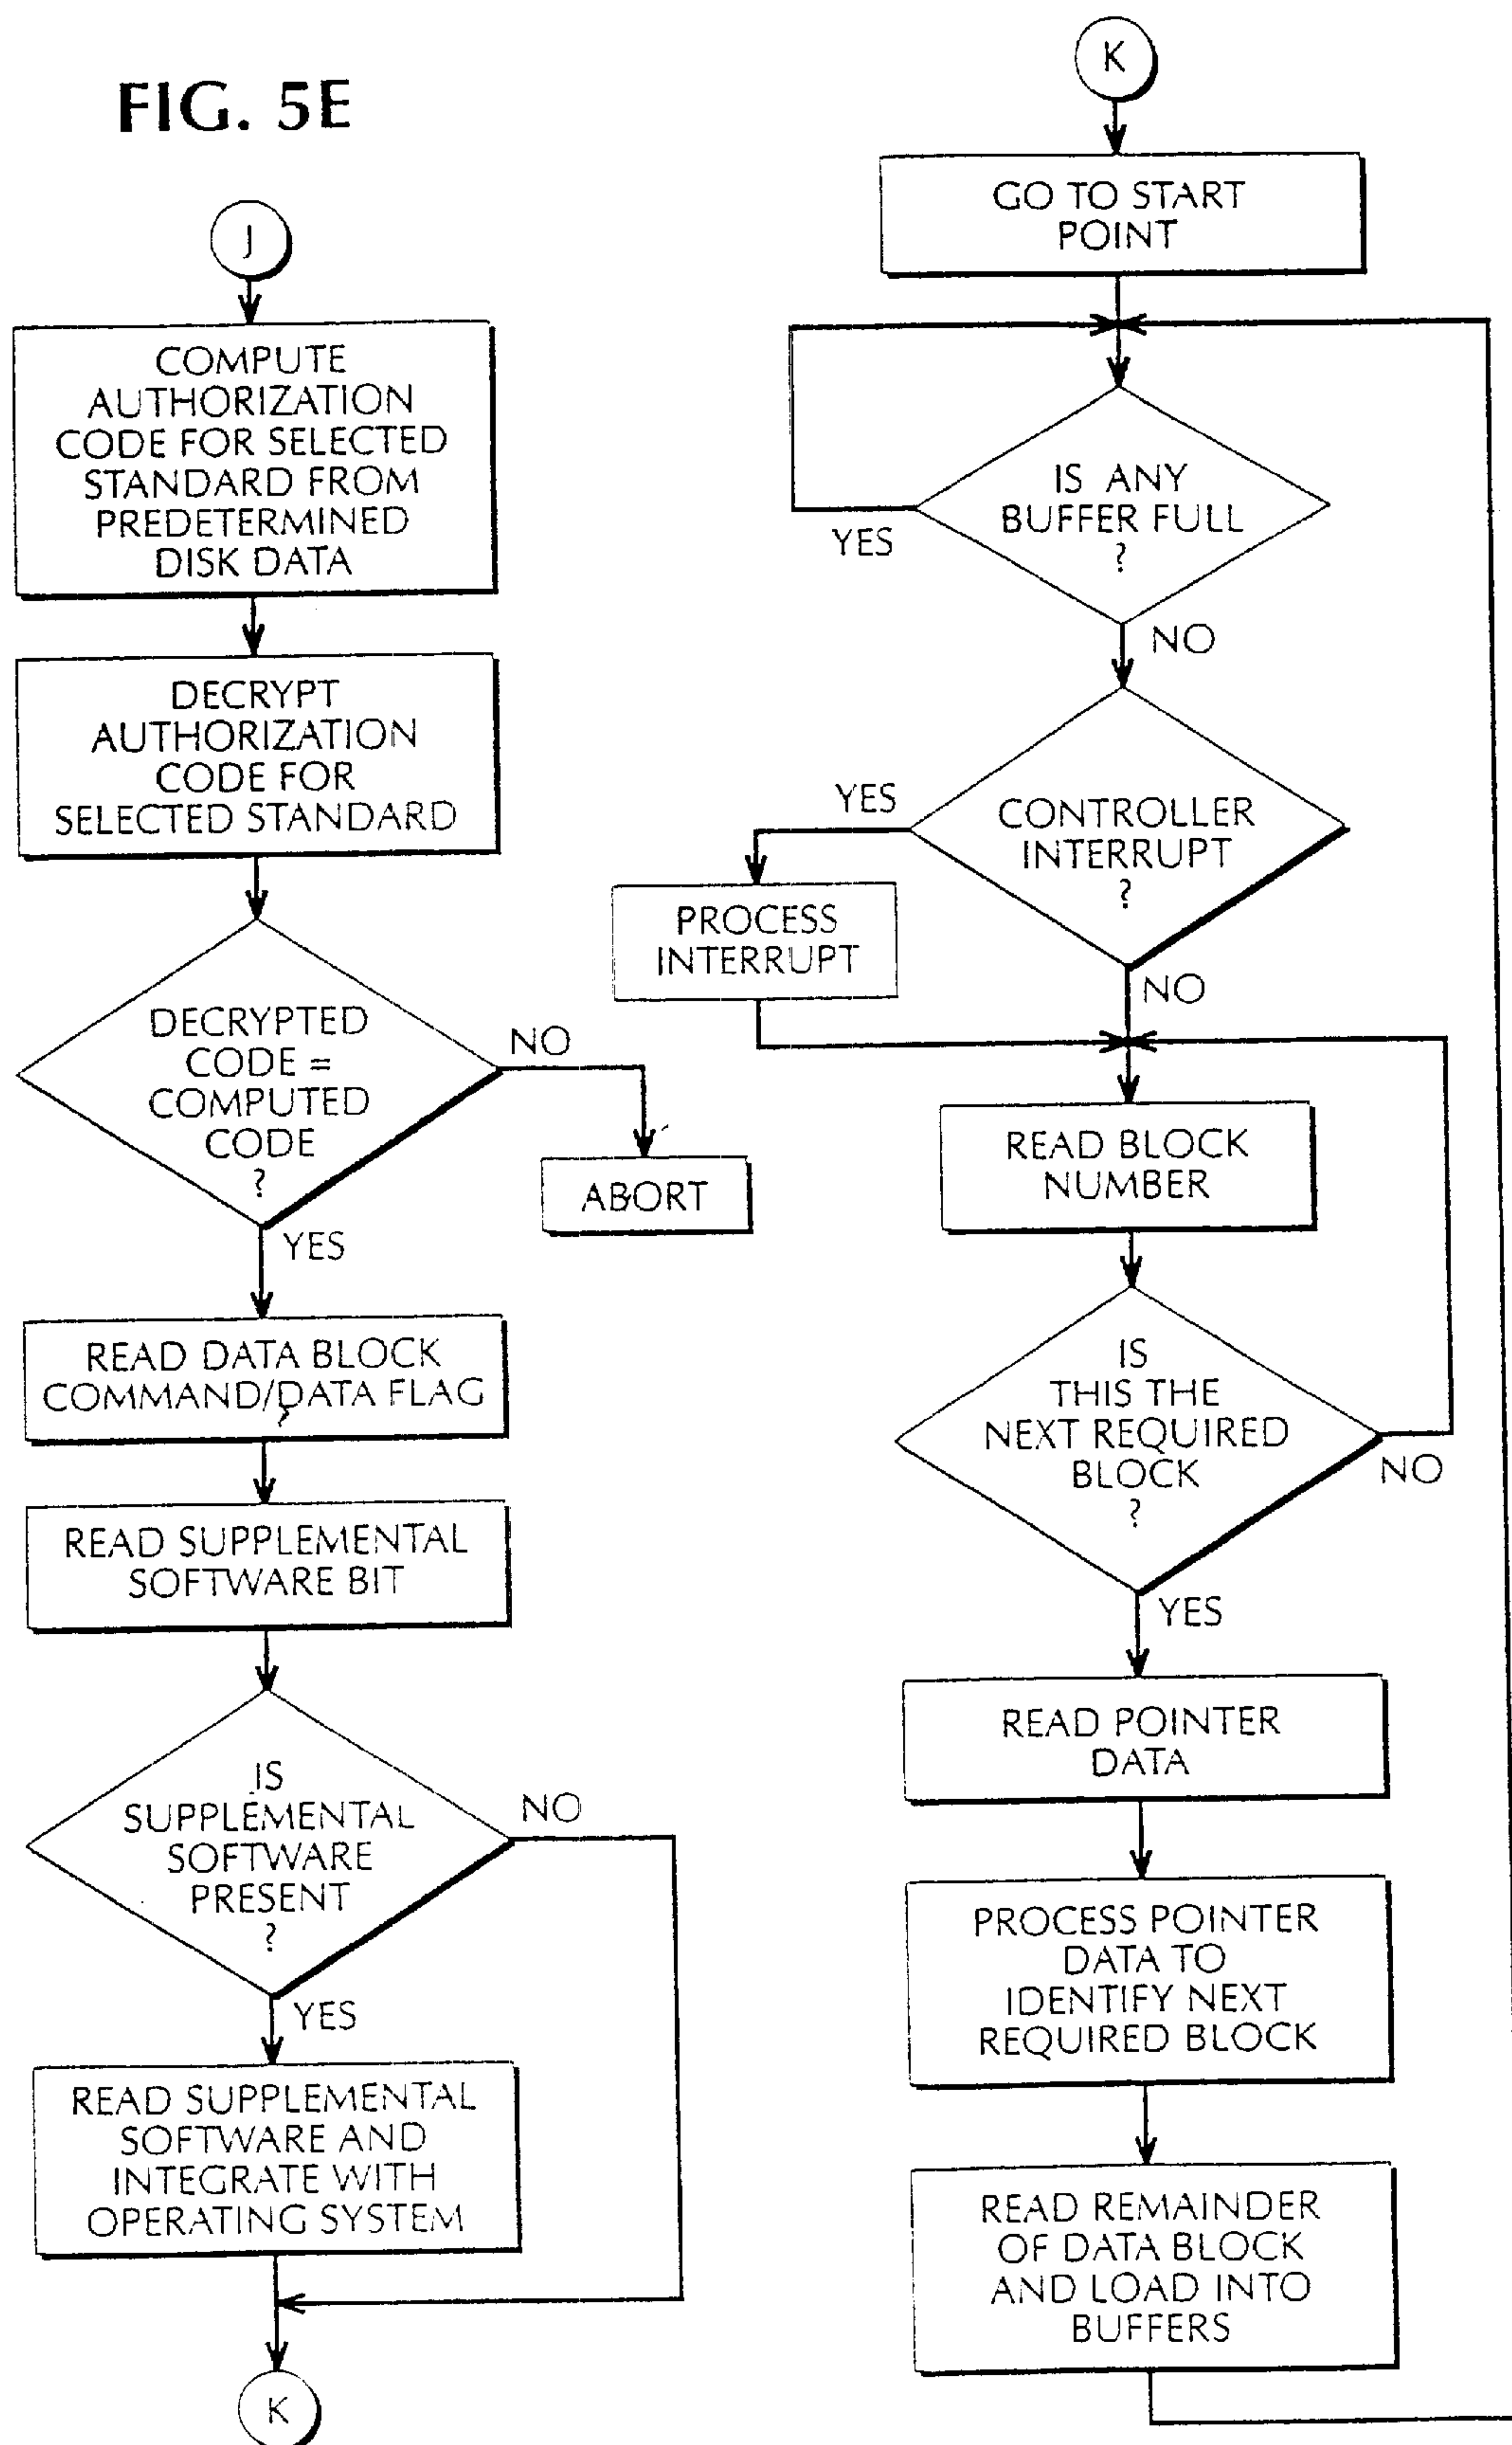 FIG. 5E
J
COMPUTE
AUTHORIZATION
CODE FOR SELECTED
STANDARD FROM
PREDETERMINED
DISK DATA
DECRYPT
AUTHORIZATION
CODE FOR
SELECTED STANDARD
DECRYPTED
CODE =
COMPUTED
CODE
?
NO
ABORT
YES
READ DATA BLOCK
COMMAND/DATA FLAG
READ SUPPLEMENTAL
SOFTWARE BIT
IS
SUPPLEMENTAL
SOFTWARE
PRESENT
?
NO
YES
READ SUPPLEMENTAL
SOFTWARE AND
INTEGRATE WITH
OPERATING SYSTEM
K
K
GO TO START
POINT
IS ANY
BUFFER FULL
?
YES
NO
CONTROLLER
INTERRUPT
?
YES
PROCESS
INTERRUPT
NO
READ BLOCK
NUMBER
IS
THIS THE
NEXT REQUIRED
BLOCK
?
NO
YES
READ POINTER
DATA
PROCESS POINTER
DATA TO
IDENTIFY NEXT
REQUIRED BLOCK
READ REMAINDER
OF DATA BLOCK
AND LOAD INTO
BUFFERS